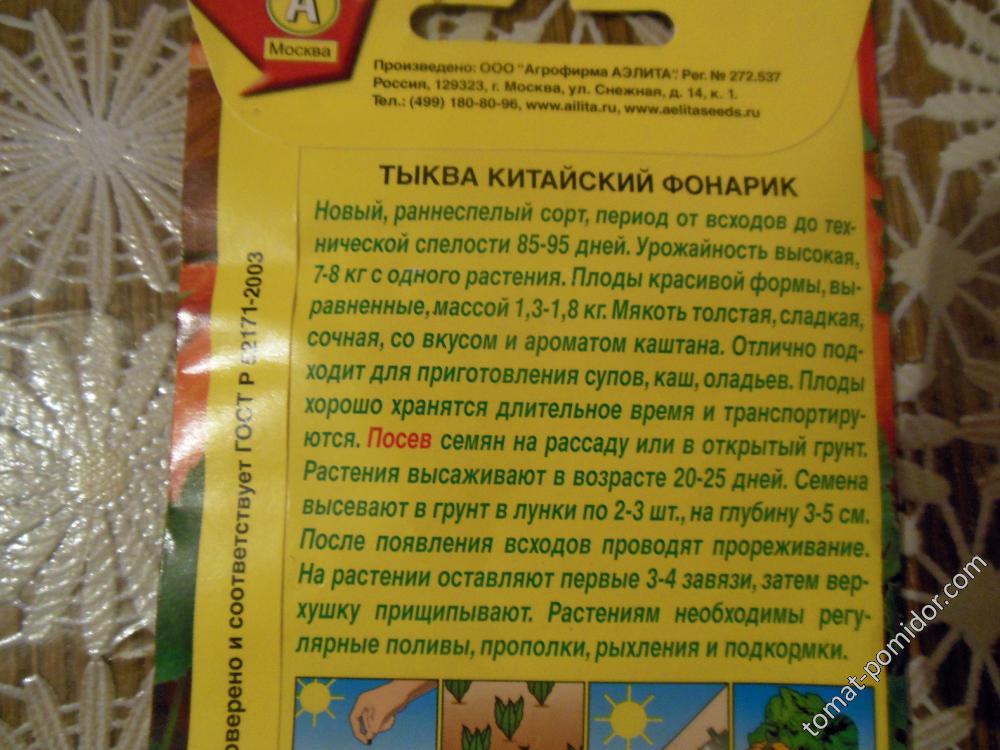 А
Москва
Произведено: ООО "Агрофирма АЭЛИТА". Рег. № 272.537
Россия, 129323, г. Москва, ул. Снежная, д. 14, к. 1.
Тел.: (499) 180-80-96, www.ailita.ru, www.aelitaseeds.ru
ТЫКВА КИТАЙСКИЙ ФОНАРИК
Новый, раннеспелый сорт, период от всходов до тех-
нической спелости 85-95 дней. Урожайность высокая,
7-8 кг с одного растения. Плоды красивой формы, вы-
равненные, массой 1,3-1,8 кг. Мякоть толстая, сладкая,
сочная, со вкусом и ароматом каштана. Отлично под-
ходит для приготовления супов, каш, оладьев. Плоды
хорошо хранятся длительное время и транспортиру-
ются. Посев семян на рассаду или в открытый грунт.
Растения высаживают в возрасте 20-25 дней. Семена
высевают в грунт в лунки по 2-3 шт., на глубину 3-5 см.
После появления всходов проводят прореживание.
На растении оставляют первые 3-4 завязи, затем вер-
хушку прищипывают. Растениям необходимы регу-
лярные поливы, прополки, рыхления и подкормки.
оверено и соответствует ГОСТ Р 52171-2003
tomat-pomidor.com